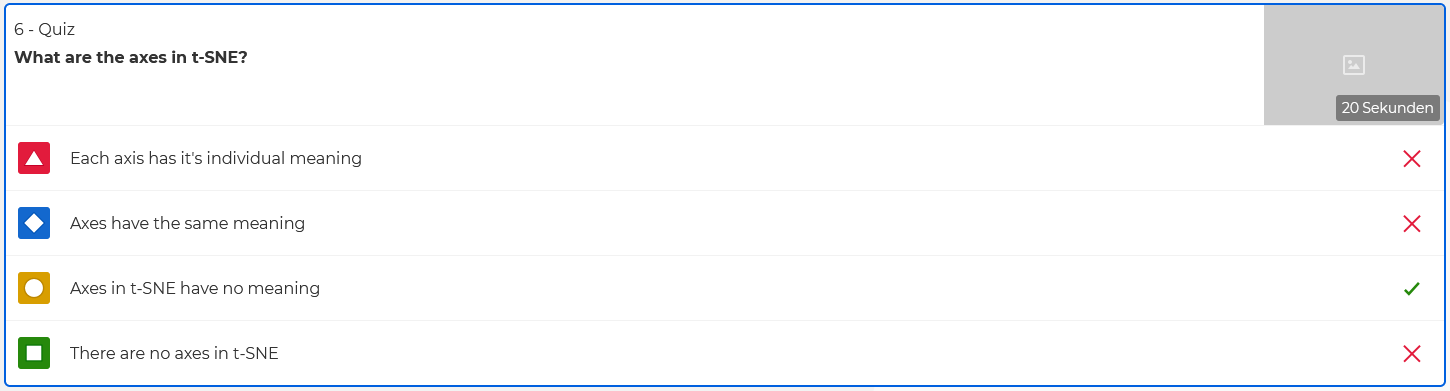 6 - Quiz
What are the axes in t-SNE?
20 Sekunden
Each axis has it's individual meaning
Axes have the same meaning
Axes in t-SNE have no meaning
There are no axes in t-SNE